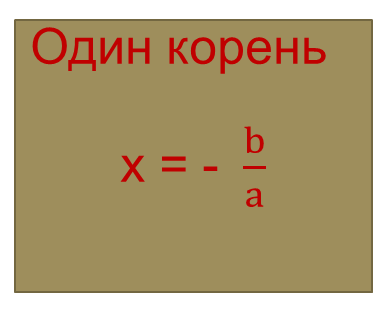 Один корень
x = - b/a